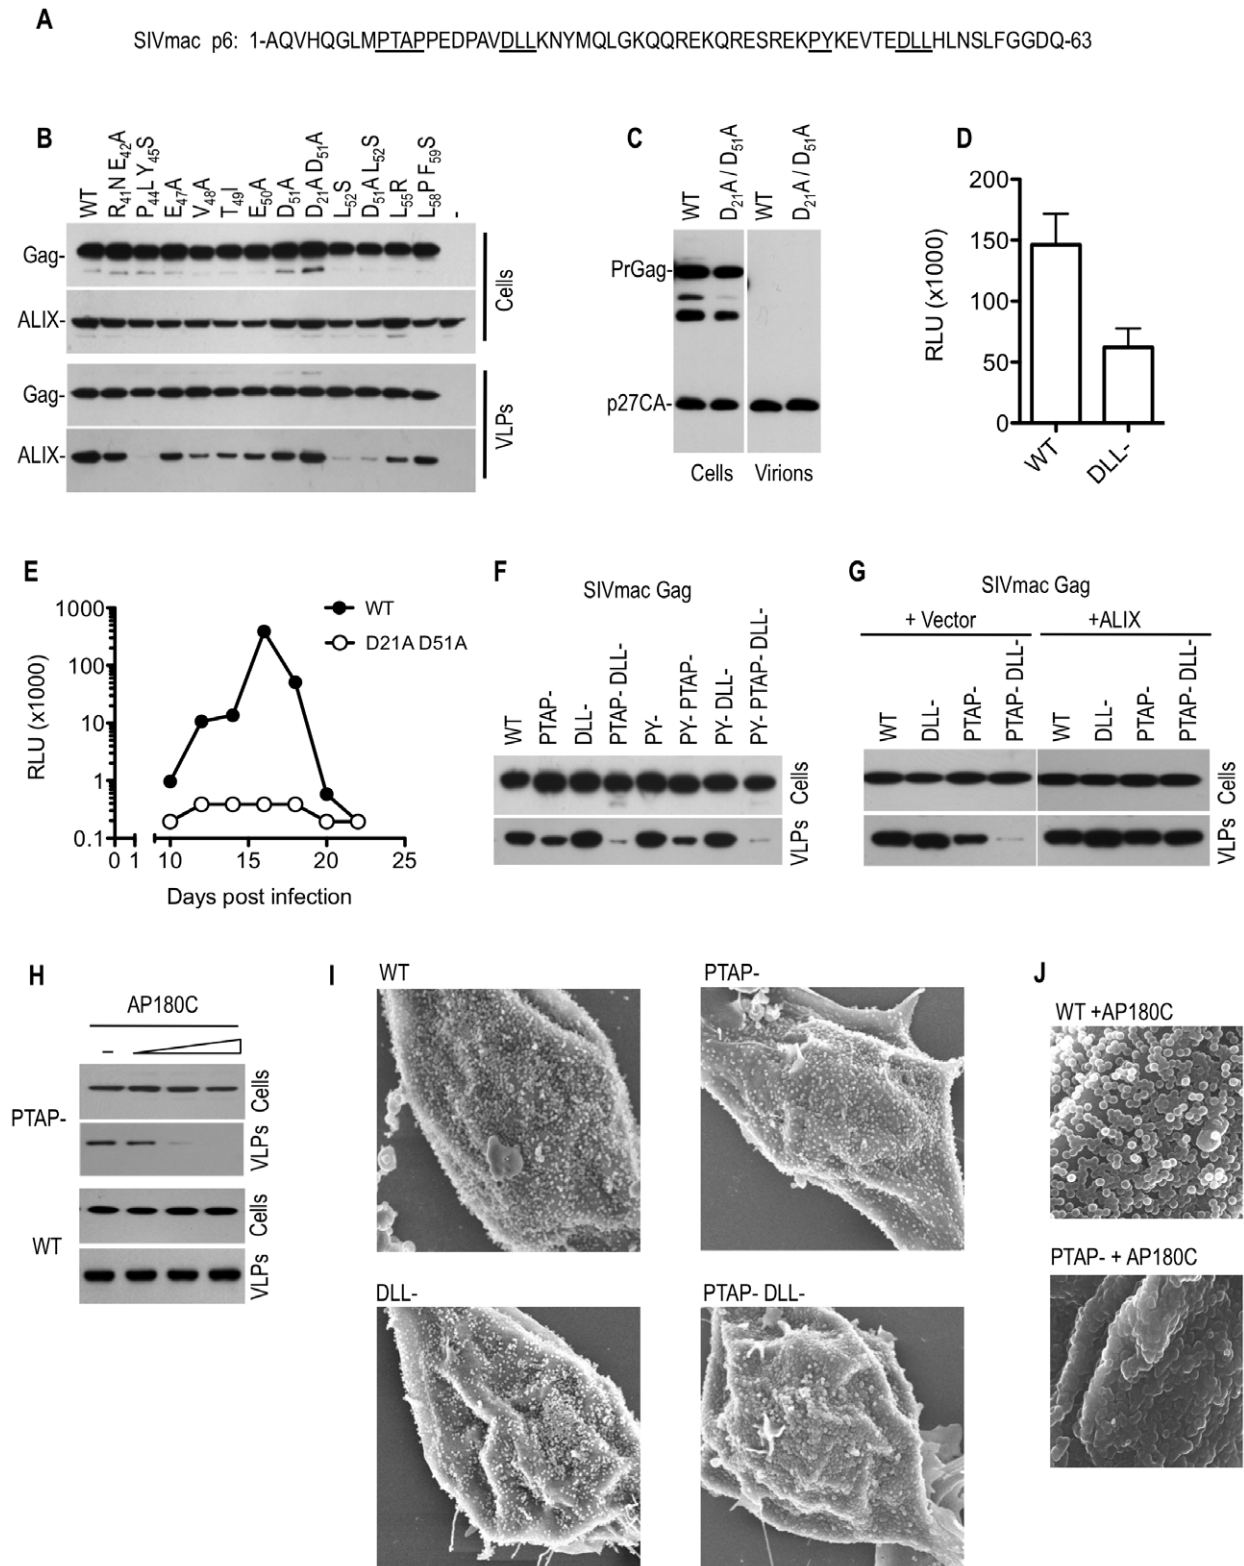 A
SIVmac p6: 1-AQVHQGLMPTAPPEDPAVDLLKNYMQLGKQQREKQRESREKPYKEVTEDLLHLNSLFGGDQ-63
B
WT
R41N E42A
P44L Y45S
E47A
V48A
T49I
E50A
D51A
D21A D51A
L52S
D51A L52S
L55R
L58P F59S
-
Gag-
ALIX-
Cells
Gag-
ALIX-
VLPs
C
WT
D21A / D51A
WT
D21A / D51A
PrGag-
p27CA-
Cells
Virions
D
RLU (x1000)
200
150
100
50
0
WT
DLL-
E
RLU (x1000)
1000
100
10
1
0.1
0 1 10 15 20 25
Days post infection
WT
D21A D51A
F
SIVmac Gag
WT
PTAP-
DLL-
PTAP- DLL-
PY-
PY- PTAP-
PY- DLL-
PY- PTAP- DLL-
Cells
VLPs
G
SIVmac Gag
+ Vector
+ALIX
WT
DLL-
PTAP-
PTAP- DLL-
WT
DLL-
PTAP-
PTAP- DLL-
Cells
VLPs
H
AP180C
–
PTAP-
Cells
VLPs
WT
Cells
VLPs
I
WT
PTAP-
DLL-
PTAP- DLL-
J
WT +AP180C
PTAP- + AP180C